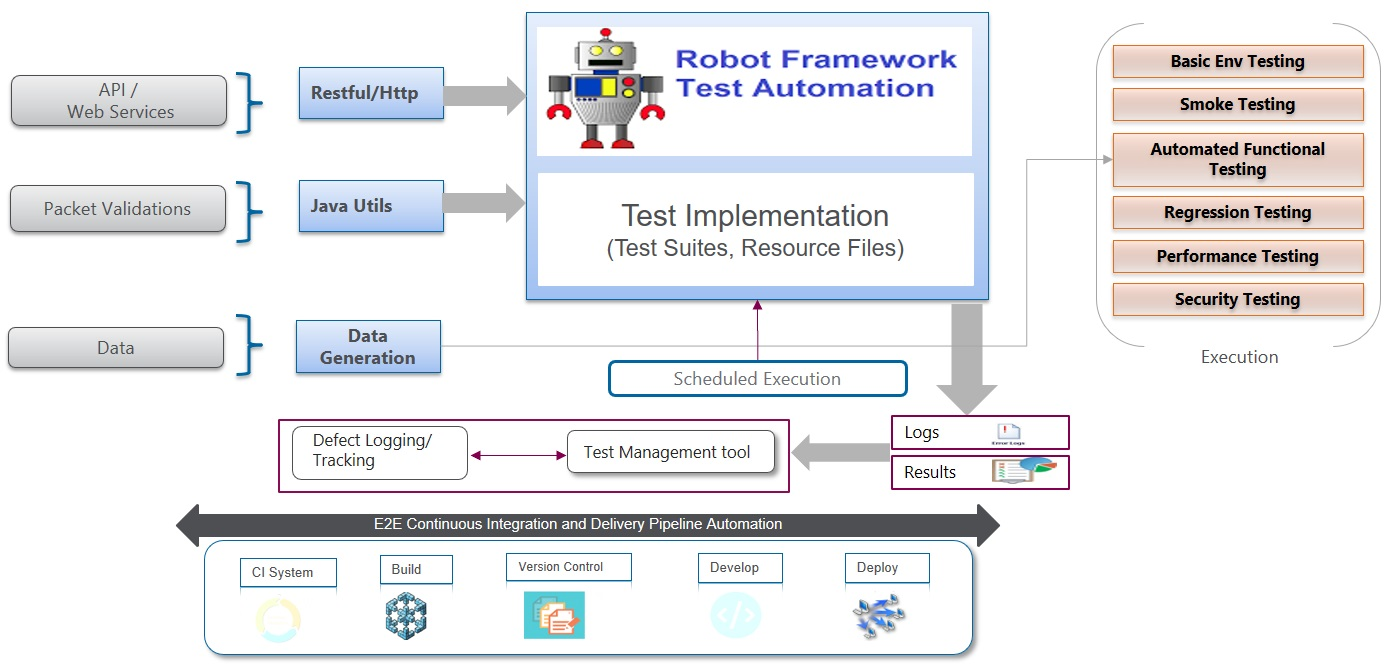 API /
Web Services
Restful/Http
Robot Framework
Test Automation
Packet Validations
Java Utils
Test Implementation
(Test Suites, Resource Files)
Data
Data
Generation
Scheduled Execution
Basic Env Testing
Smoke Testing
Automated Functional
Testing
Regression Testing
Performance Testing
Security Testing
Execution
Defect Logging/
Tracking
Test Management tool
Logs
Error Logs
Results
E2E Continuous Integration and Delivery Pipeline Automation
CI System
Build
Version Control
Develop
Deploy